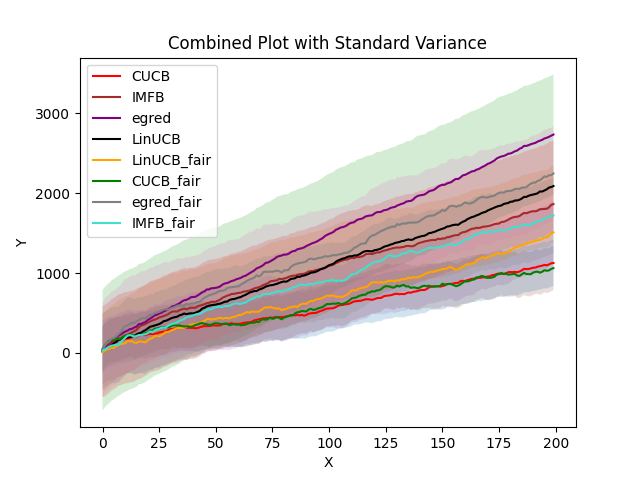 Combined Plot with Standard Variance
CUCB
IMFB
egred
LinUCB
LinUCB_fair
CUCB_fair
egred_fair
IMFB_fair
3000
2000
1000
0
Y
0 25 50 75 100 125 150 175 200
X